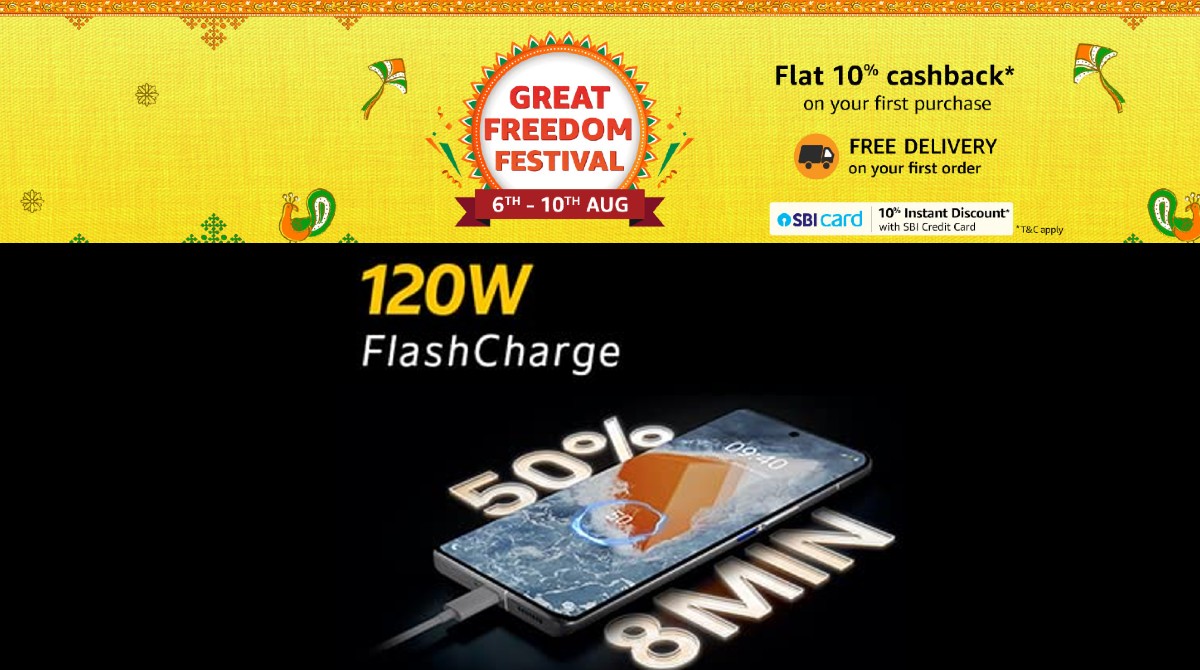 GREAT
FREEDOM
FESTIVAL
6TH - 10TH AUG
Flat 10% cashback*
on your first purchase
FREE DELIVERY
on your first order
SBI card
10% Instant Discount*
with SBI Credit Card
*T&C apply
120W
FlashCharge
50%
09:40
50
8MIN